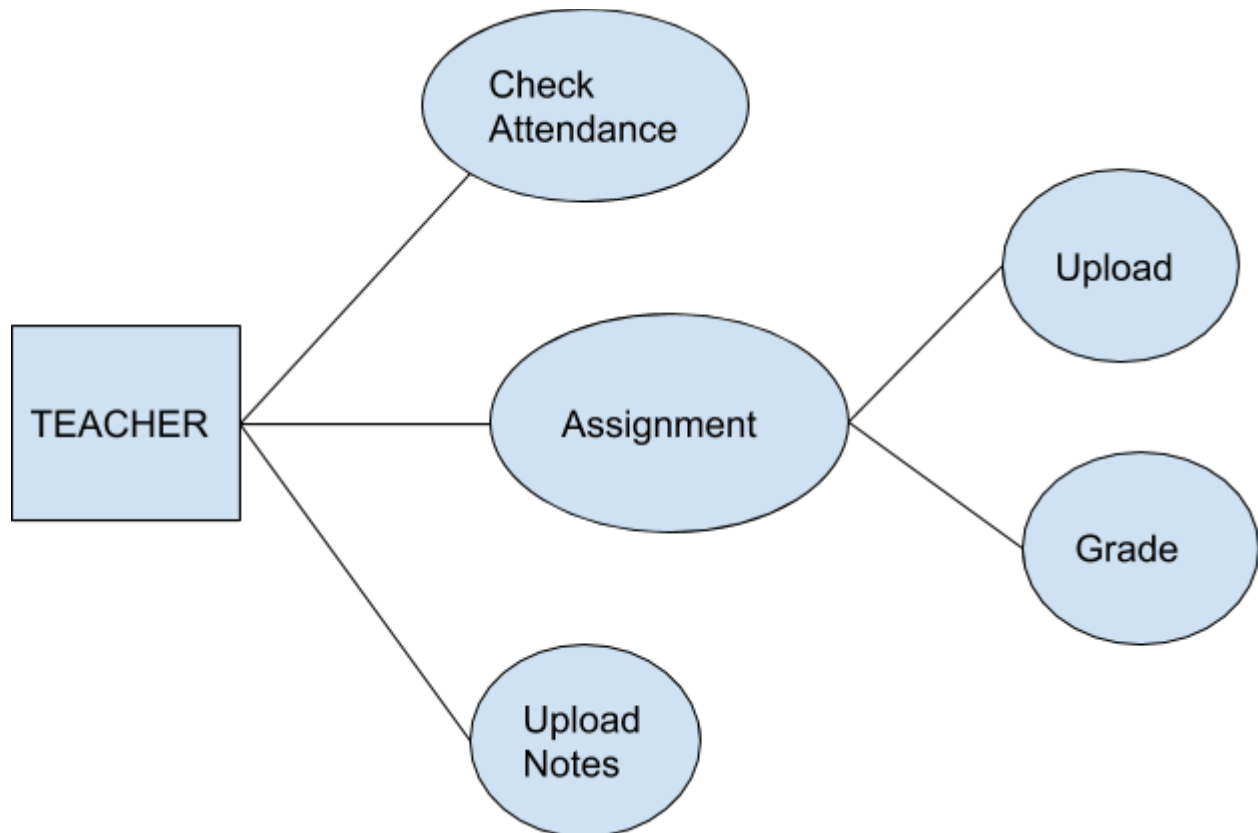 Check
Attendance
Upload
TEACHER
Assignment
Grade
Upload
Notes